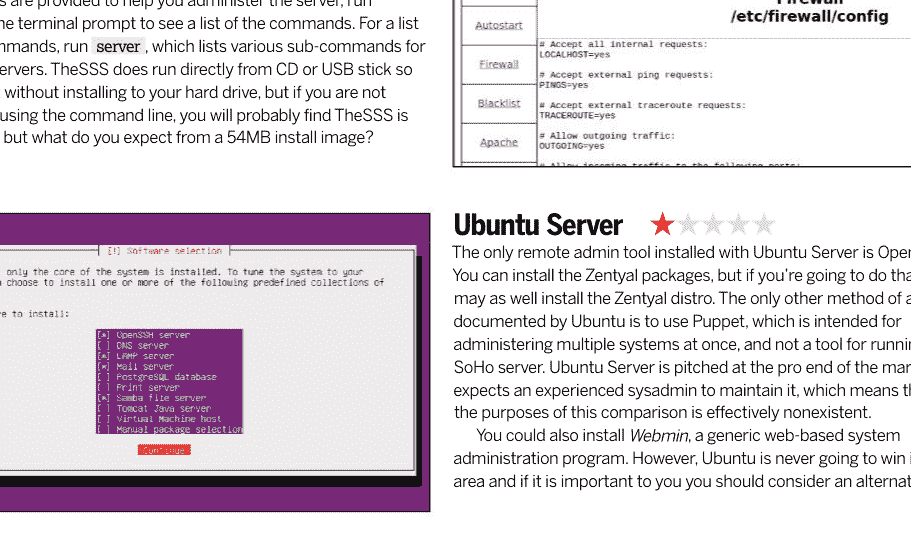 s are provided to help you administer the server, run
he terminal prompt to see a list of the commands. For a list
mmands, run server, which lists various sub-commands for
ervers. TheSSS does run directly from CD or USB stick so
without installing to your hard drive, but if you are not
using the command line, you will probably find TheSSS is
but what do you expect from a 54MB install image?
Firewall
/etc/firewall/config
Autostart
Firewall
Blacklist
Apache
# Accept all internal requests:
LOCALHOST=yes
# Accept external ping requests:
PINGS=yes
# Accept external traceroute requests:
TRACEROUTE=yes
# Allow outgoing traffic:
OUTGOING=yes
# Allow incoming traffic to the following ports:
[!] Software selection
only the core of the system is installed. To tune the system to your
choose to install one or more of the following predefined collections of
re to install:
[*] OpenSSH server
[ ] DNS server
[*] LAMP server
[*] Mail server
[ ] PostgreSQL database
[ ] Print server
[*] Samba file server
[ ] Tomcat Java server
[ ] Virtual Machine host
[ ] Manual package selection
Continue
Ubuntu Server
The only remote admin tool installed with Ubuntu Server is Open
You can install the Zentyal packages, but if you're going to do tha
may as well install the Zentyal distro. The only other method of a
documented by Ubuntu is to use Puppet, which is intended for
administering multiple systems at once, and not a tool for runnin
SoHo server. Ubuntu Server is pitched at the pro end of the mar
expects an experienced sysadmin to maintain it, which means th
the purposes of this comparison is effectively nonexistent.
You could also install Webmin, a generic web-based system
administration program. However, Ubuntu is never going to win i
area and if it is important to you you should consider an alternat